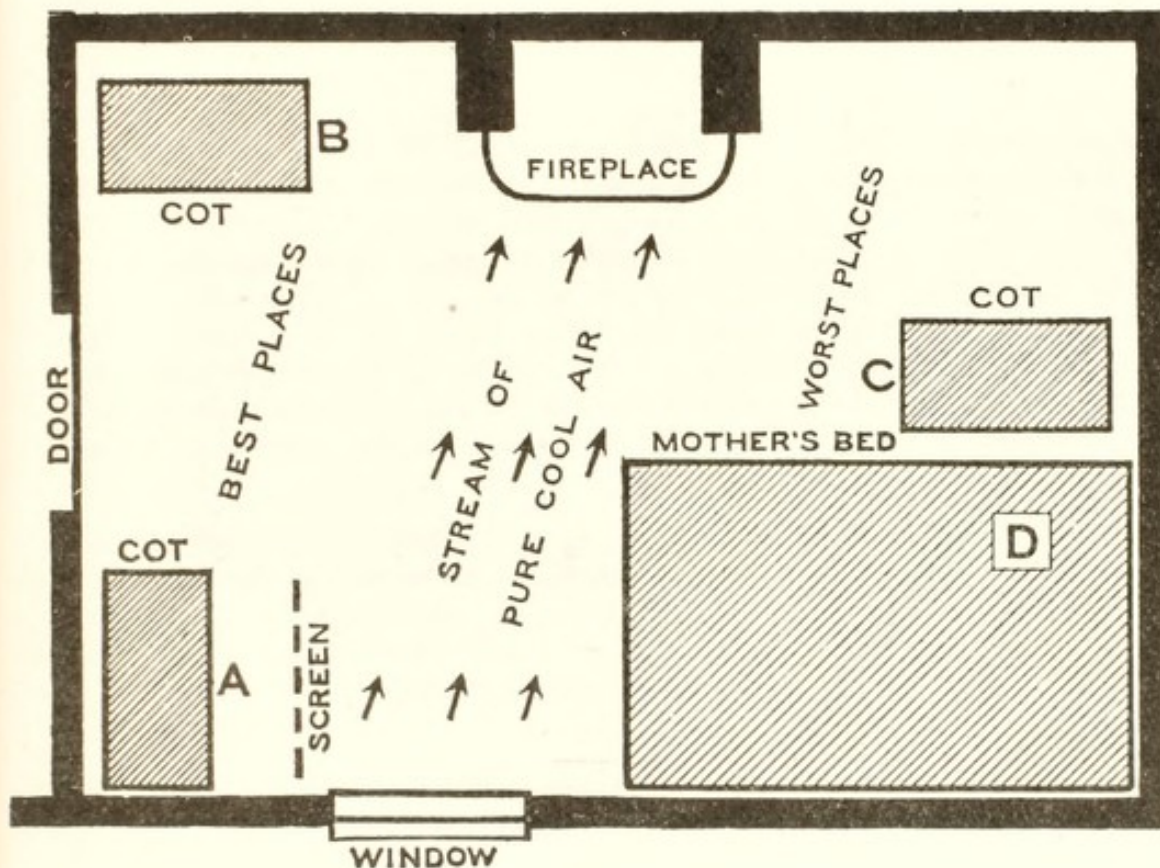 B
COT
FIREPLACE
BEST PLACES
DOOR
STREAM OF
PURE COOL AIR
WORST PLACES
COT
C
MOTHER'S BED
D
COT
A
SCREEN
WINDOW